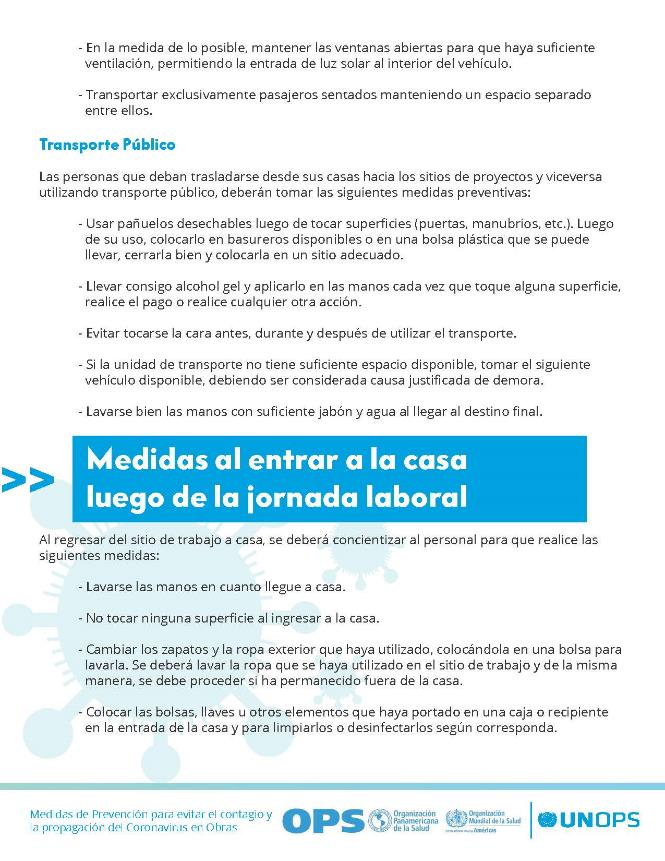 - En la medida de lo posible, mantener las ventanas abiertas para que haya suficiente
ventilación, permitiendo la entrada de luz solar al interior del vehículo.
- Transportar exclusivamente pasajeros sentados manteniendo un espacio separado
entre ellos.
Transporte Público
Las personas que deban trasladarse desde sus casas hacia los sitios de proyectos y viceversa
utilizando transporte público, deberán tomar las siguientes medidas preventivas:
- Usar pañuelos desechables luego de tocar superficies (puertas, manubrios, etc.). Luego
de su uso, colocarlo en basureros disponibles o en una bolsa plástica que se puede
llevar, cerrarla bien y colocarla en un sitio adecuado.
- Llevar consigo alcohol gel y aplicarlo en las manos cada vez que toque alguna superficie,
realice el pago o realice cualquier otra acción.
- Evitar tocarse la cara antes, durante y después de utilizar el transporte.
- Si la unidad de transporte no tiene suficiente espacio disponible, tomar el siguiente
vehículo disponible, debiendo ser considerada causa justificada de demora.
- Lavarse bien las manos con suficiente jabón y agua al llegar al destino final.
>> Medidas al entrar a la casa
luego de la jornada laboral
Al regresar del sitio de trabajo a casa, se deberá concientizar al personal para que realice las
siguientes medidas:
- Lavarse las manos en cuanto llegue a casa.
- No tocar ninguna superficie al ingresar a la casa.
- Cambiar los zapatos y la ropa exterior que haya utilizado, colocándola en una bolsa para
lavarla. Se deberá lavar la ropa que se haya utilizado en el sitio de trabajo y de la misma
manera, se debe proceder si ha permanecido fuera de la casa.
- Colocar las bolsas, llaves u otros elementos que haya portado en una caja o recipiente
en la entrada de la casa y para limpiarlos o desinfectarlos según corresponda.
Medidas de Prevención para evitar el contagio y
la propagación del Coronavirus en Obras
OPS
Organización
Panamericana
de la Salud
Organización
Mundial de la Salud
Américas
UNOPS